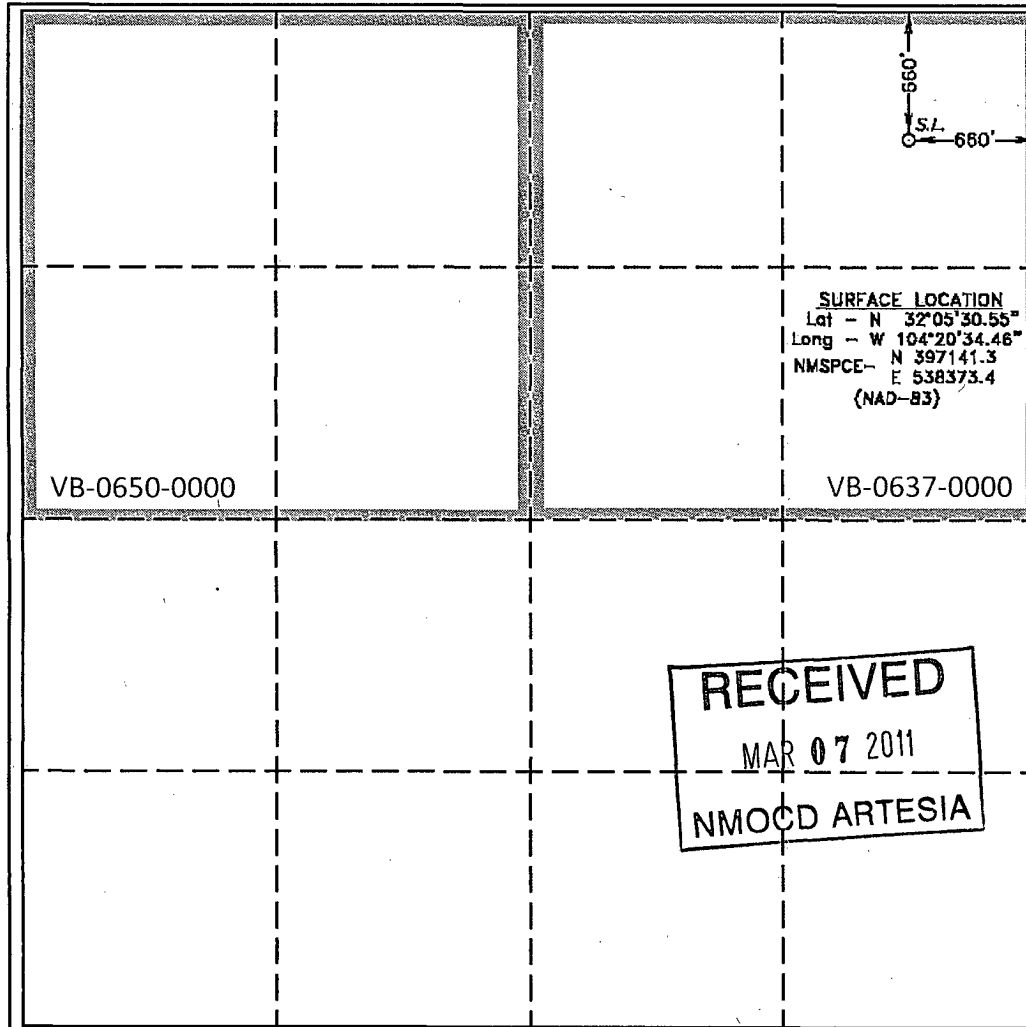 660'
S.L.
660'
SURFACE LOCATION
Lat - N 32°05'30.55"
Long - W 104°20'34.46"
NMSPCE- N 397141.3
E 538373.4
(NAD-83)
VB-0650-0000
VB-0637-0000
RECEIVED
MAR 07 2011
NMOCD ARTESIA